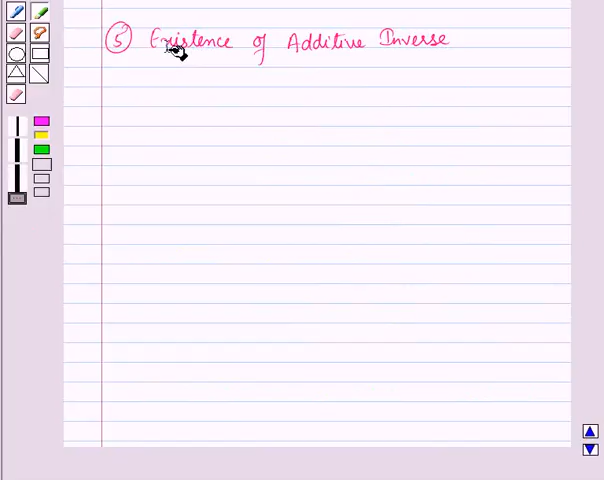 ⑤ Existence of Additive Inverse